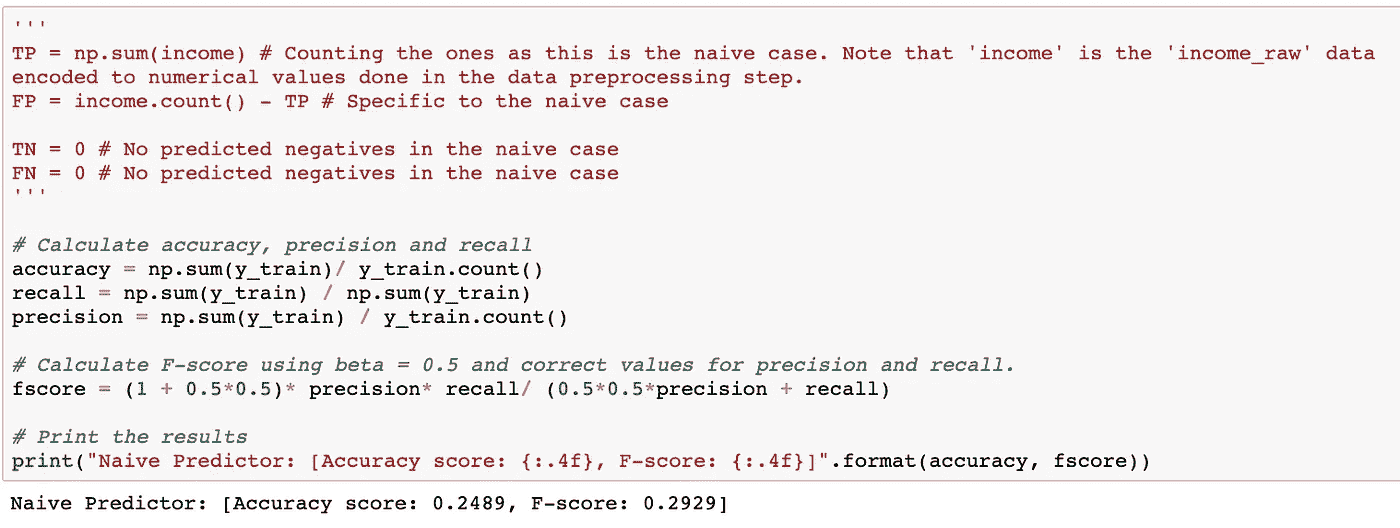 '''
TP = np.sum(income) # Counting the ones as this is the naive case. Note that 'income' is the 'income_raw' data
encoded to numerical values done in the data preprocessing step.
FP = income.count() - TP # Specific to the naive case

TN = 0 # No predicted negatives in the naive case
FN = 0 # No predicted negatives in the naive case
'''

# Calculate accuracy, precision and recall
accuracy = np.sum(y_train)/ y_train.count()
recall = np.sum(y_train) / np.sum(y_train)
precision = np.sum(y_train) / y_train.count()

# Calculate F-score using beta = 0.5 and correct values for precision and recall.
fscore = (1 + 0.5*0.5)* precision* recall/ (0.5*0.5*precision + recall)

# Print the results
print("Naive Predictor: [Accuracy score: {:.4f}, F-score: {:.4f}]".format(accuracy, fscore))
Naive Predictor: [Accuracy score: 0.2489, F-score: 0.2929]